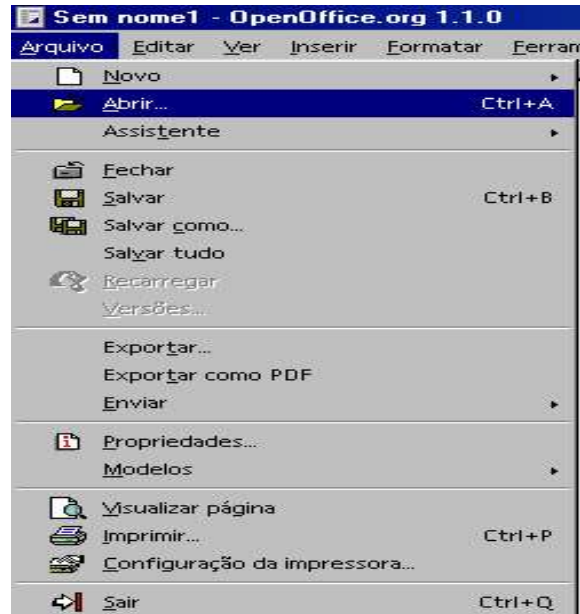 Sem nome1 - OpenOffice.org 1.1.0
Arquivo Editar Ver Inserir Formatar Ferram
Novo
Abrir... Ctrl+A
Assistente
Fechar
Salvar Ctrl+B
Salvar como...
Salvar tudo
Recarregar
Versões...
Exportar...
Exportar como PDF
Enviar
Propriedades...
Modelos
Visualizar página
Imprimir... Ctrl+P
Configuração da impressora...
Sair Ctrl+Q